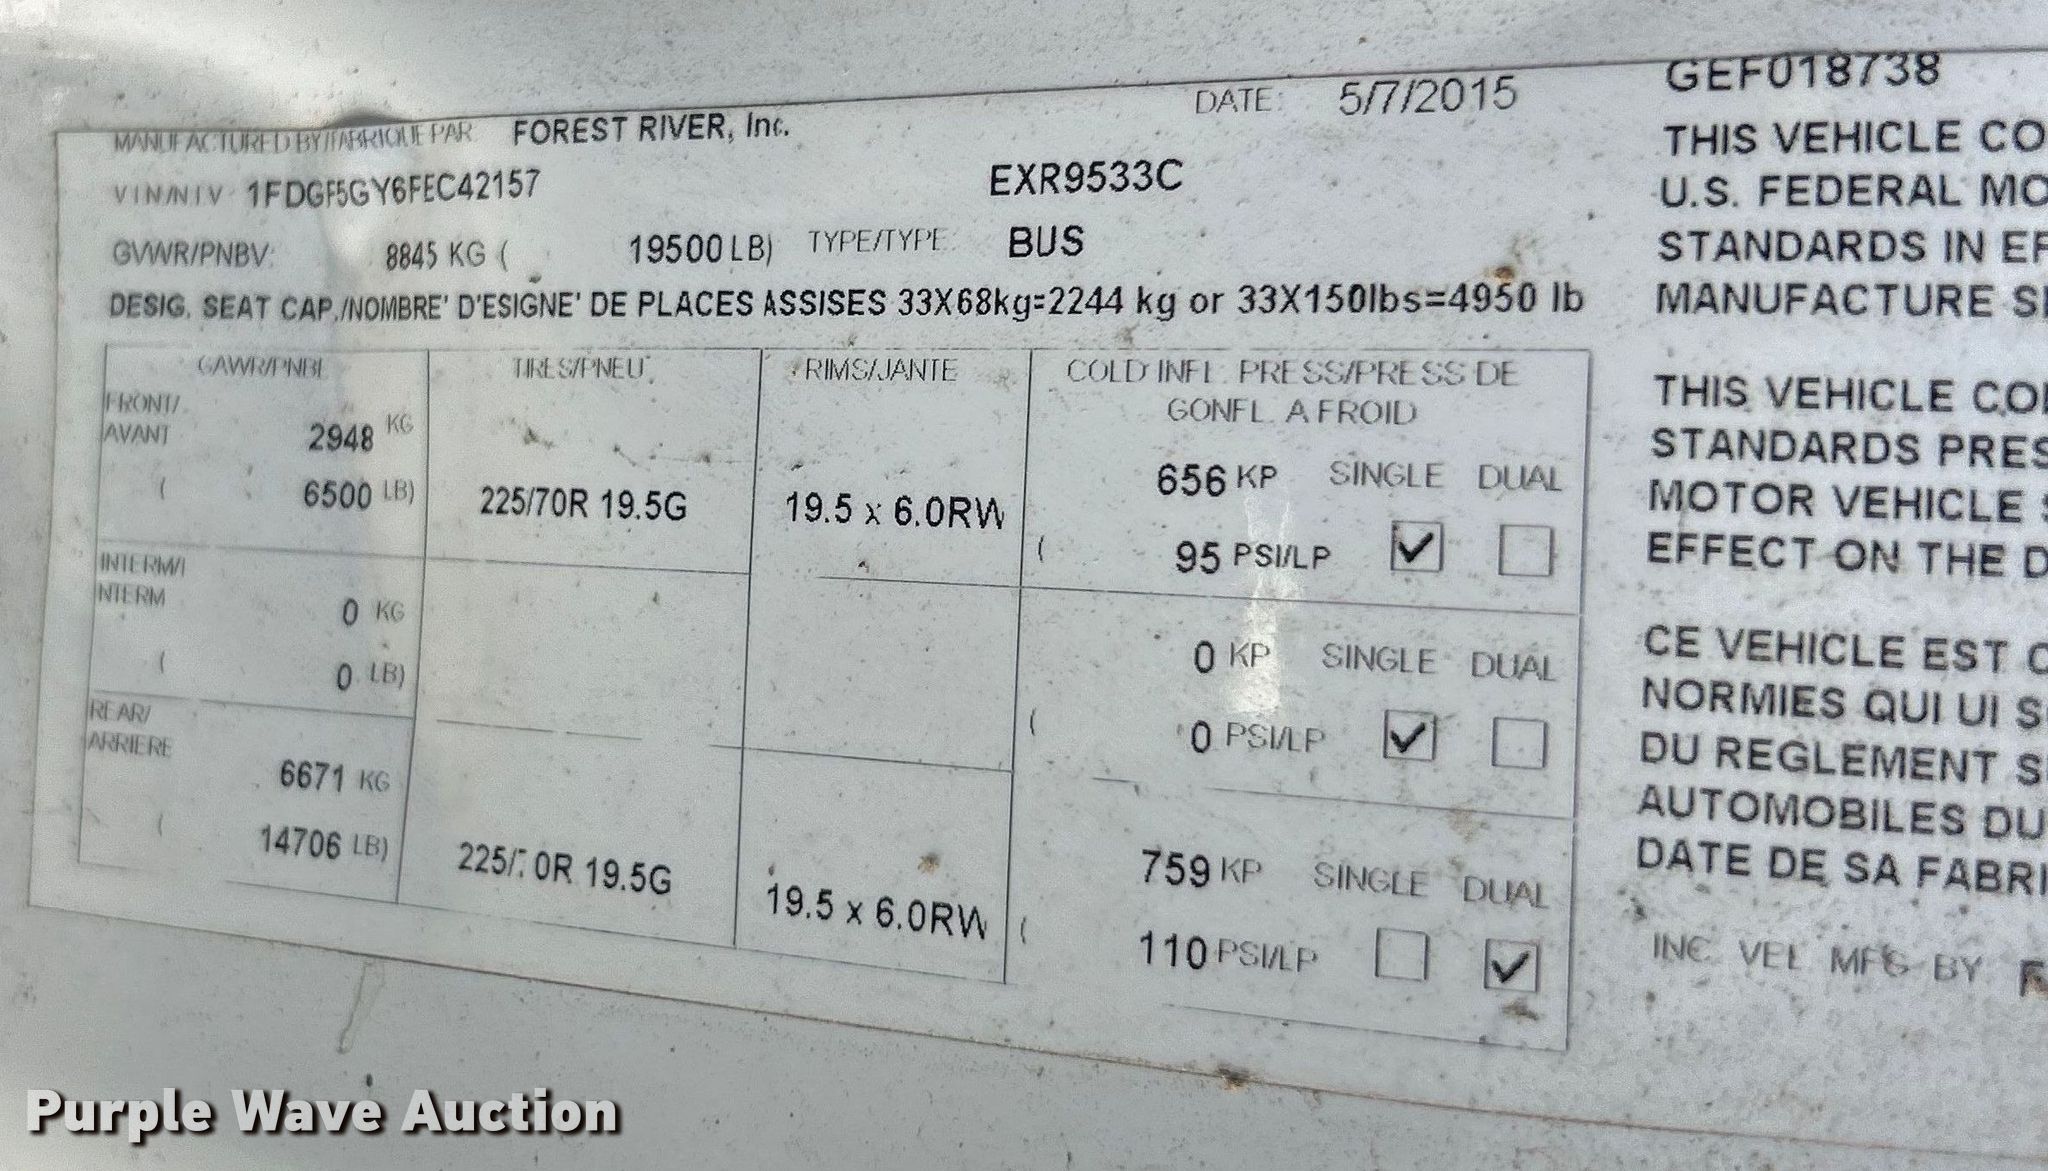 DATE: 5/7/2015
GEF018738
MANUFACTURED BY/FABRIQUE PAR FOREST RIVER, Inc.
VIN/NIV 1FDGF5GY6FEC42157 EXR9533C
GVWR/PNBV: 8845 KG ( 19500 LB) TYPE/TYPE: BUS
DESIG. SEAT CAP./NOMBRE' D'ESIGNE' DE PLACES ASSISES 33X68kg=2244 kg or 33X150lbs=4950 lb
GAWR/PNBE TIRES/PNEU RIMS/JANTE COLD INFL. PRESS/PRESS DE
GONFL. A FROID
FRONT/
AVANT 2948 KG
( 6500 LB) 225/70R 19.5G 19.5 x 6.0RW
656 KP SINGLE DUAL
( 95 PSI/LP
INTERM/I
NTERM 0 KG
( 0 LB)
0 KP SINGLE DUAL
( 0 PSI/LP
REAR/
ARRIERE 6671 KG
( 14706 LB) 225/70R 19.5G 19.5 x 6.0RW
759 KP SINGLE DUAL
( 110 PSI/LP
THIS VEHICLE CO
U.S. FEDERAL MO
STANDARDS IN EF
MANUFACTURE S
THIS VEHICLE CO
STANDARDS PRES
MOTOR VEHICLE S
EFFECT ON THE D
CE VEHICLE EST C
NORMIES QUI UI S
DU REGLEMENT S
AUTOMOBILES DU
DATE DE SA FABRI
INC. VEL MFG BY
Purple Wave Auction